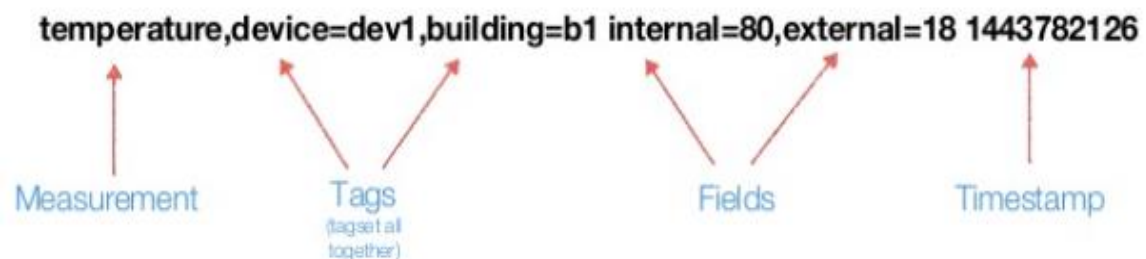 temperature,device=dev1,building=b1 internal=80,external=18 1443782126
Measurement
Tags
(tagset all
together)
Fields
Timestamp